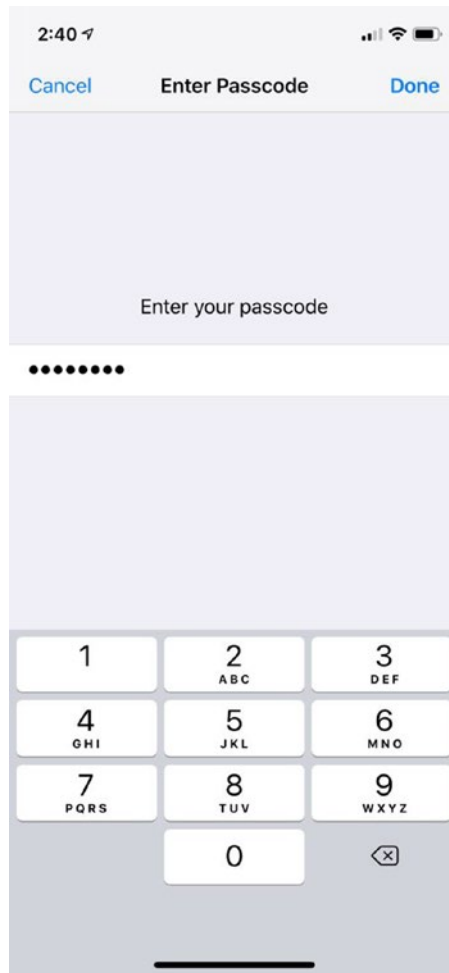 2:40
Cancel Enter Passcode Done
Enter your passcode
••••••••
1 2 3
ABC DEF
4 5 6
GHI JKL MNO
7 8 9
PQRS TUV WXYZ
0